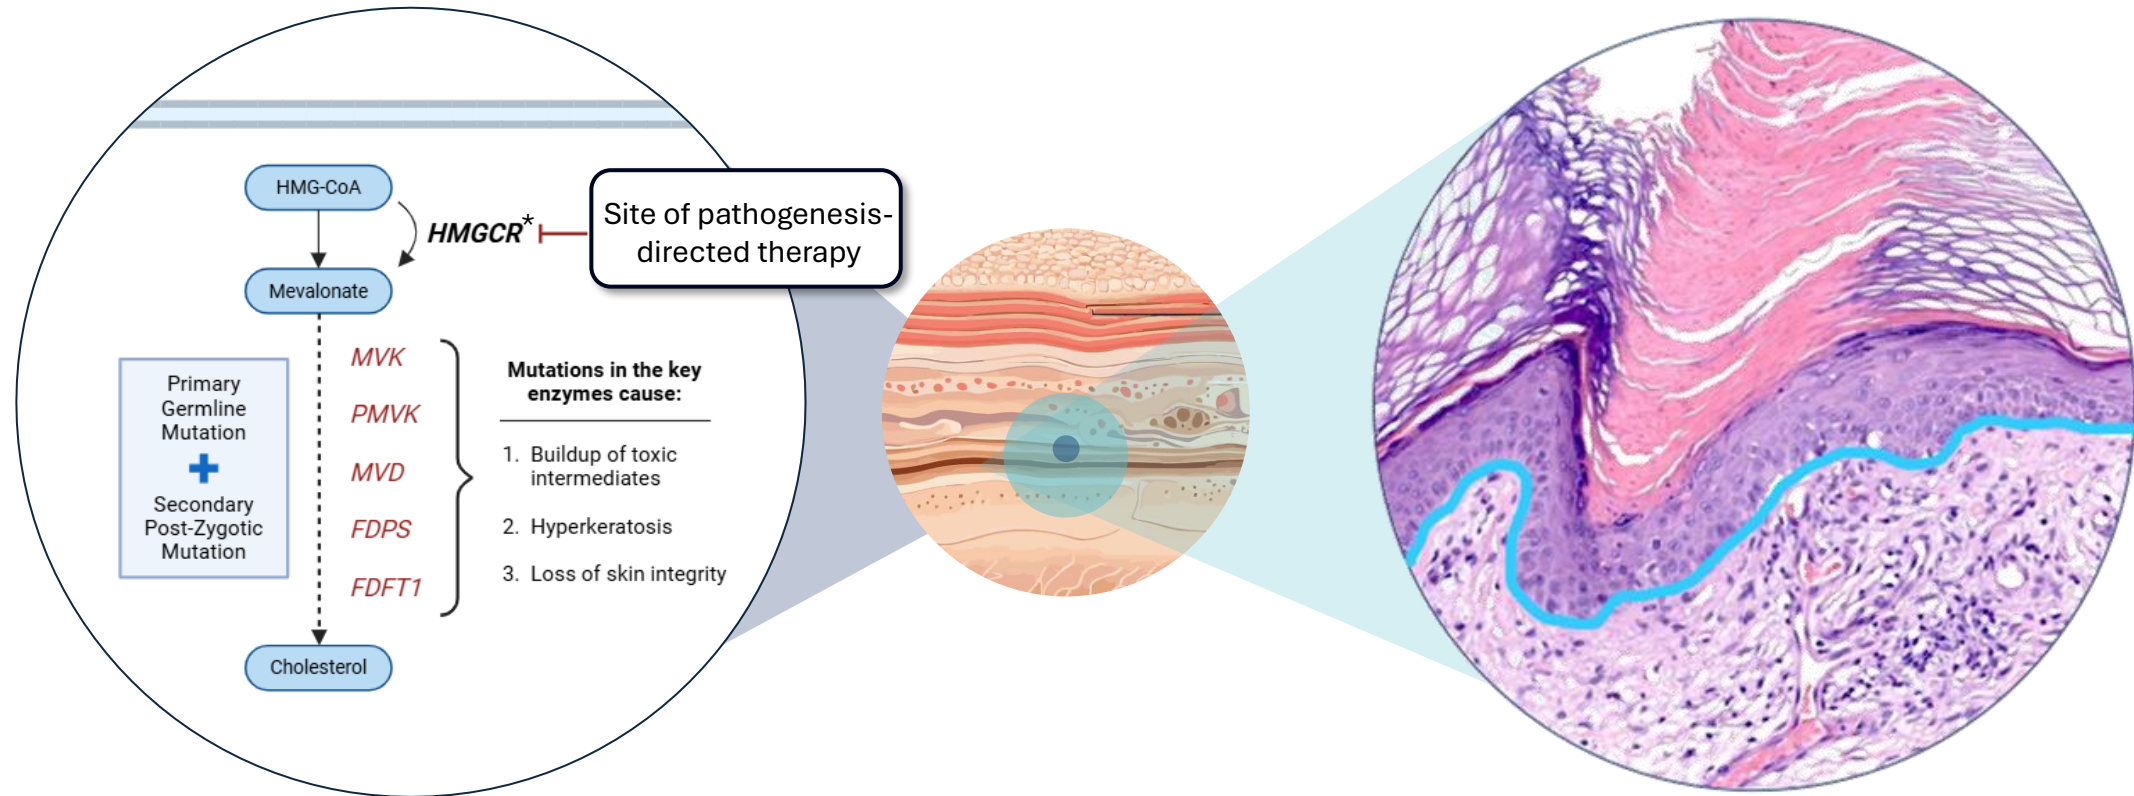 HMG-CoA
HMGCR*
Site of pathogenesis-
directed therapy
Mevalonate
Primary
Germline
Mutation
Secondary
Post-Zygotic
Mutation
MVK
PMVK
MVD
FDPS
FDFT1
Mutations in the key
enzymes cause:
1. Buildup of toxic
intermediates
2. Hyperkeratosis
3. Loss of skin integrity
Cholesterol